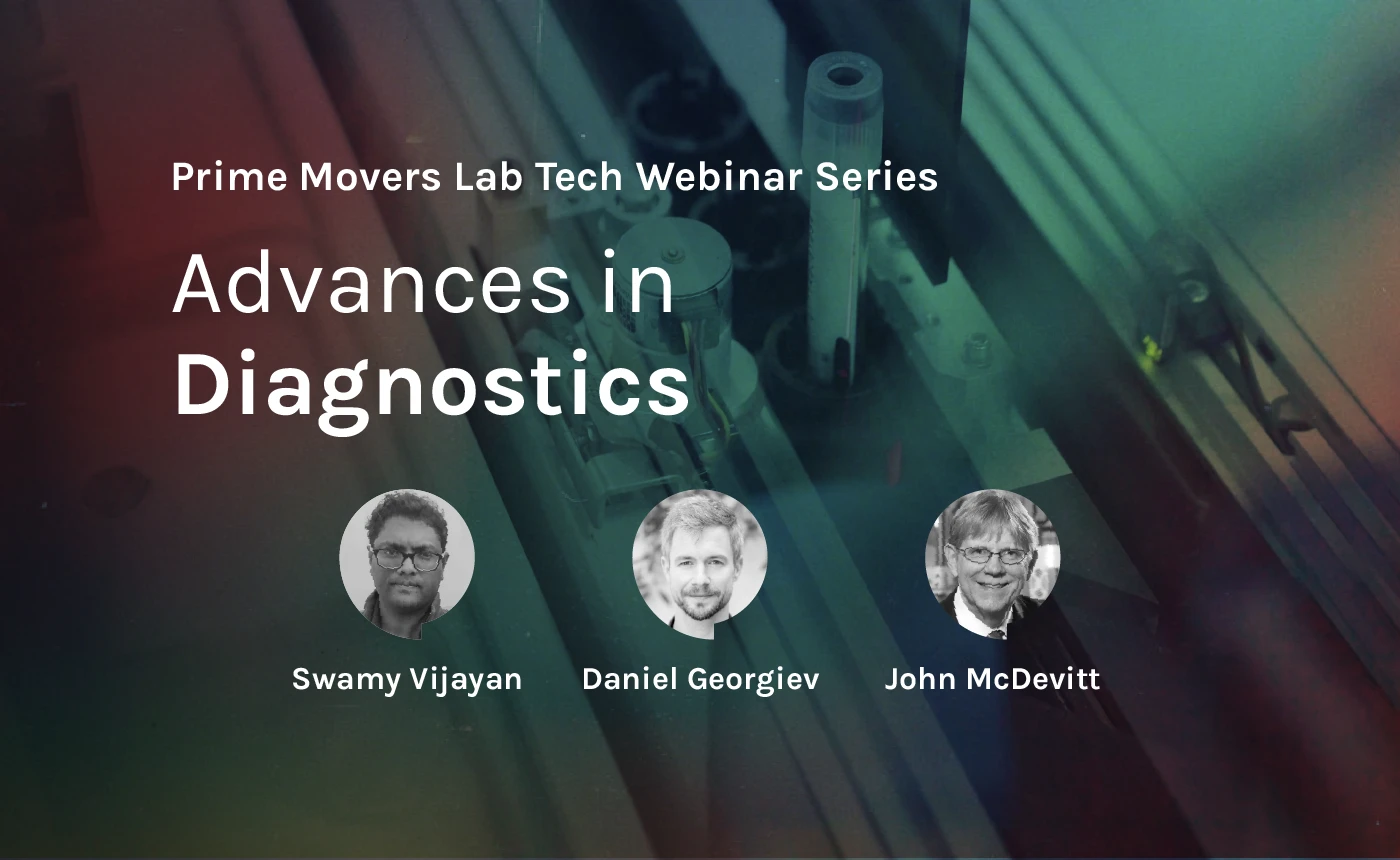 Prime Movers Lab Tech Webinar Series
Advances in
Diagnostics
Swamy Vijayan
Daniel Georgiev
John McDevitt